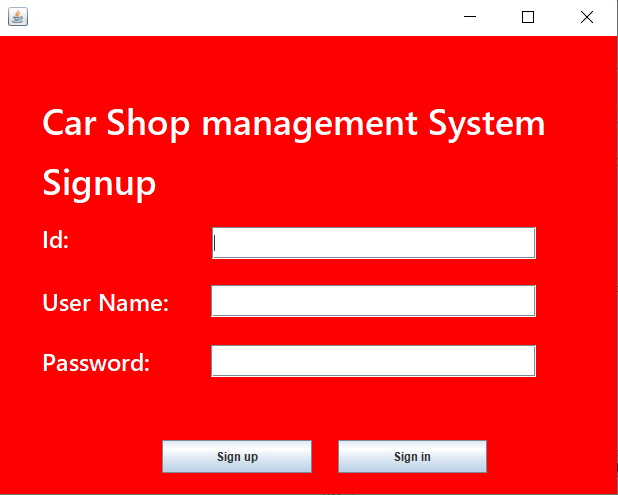 Car Shop management System
Signup
Id:
User Name:
Password:
Sign up
Sign in